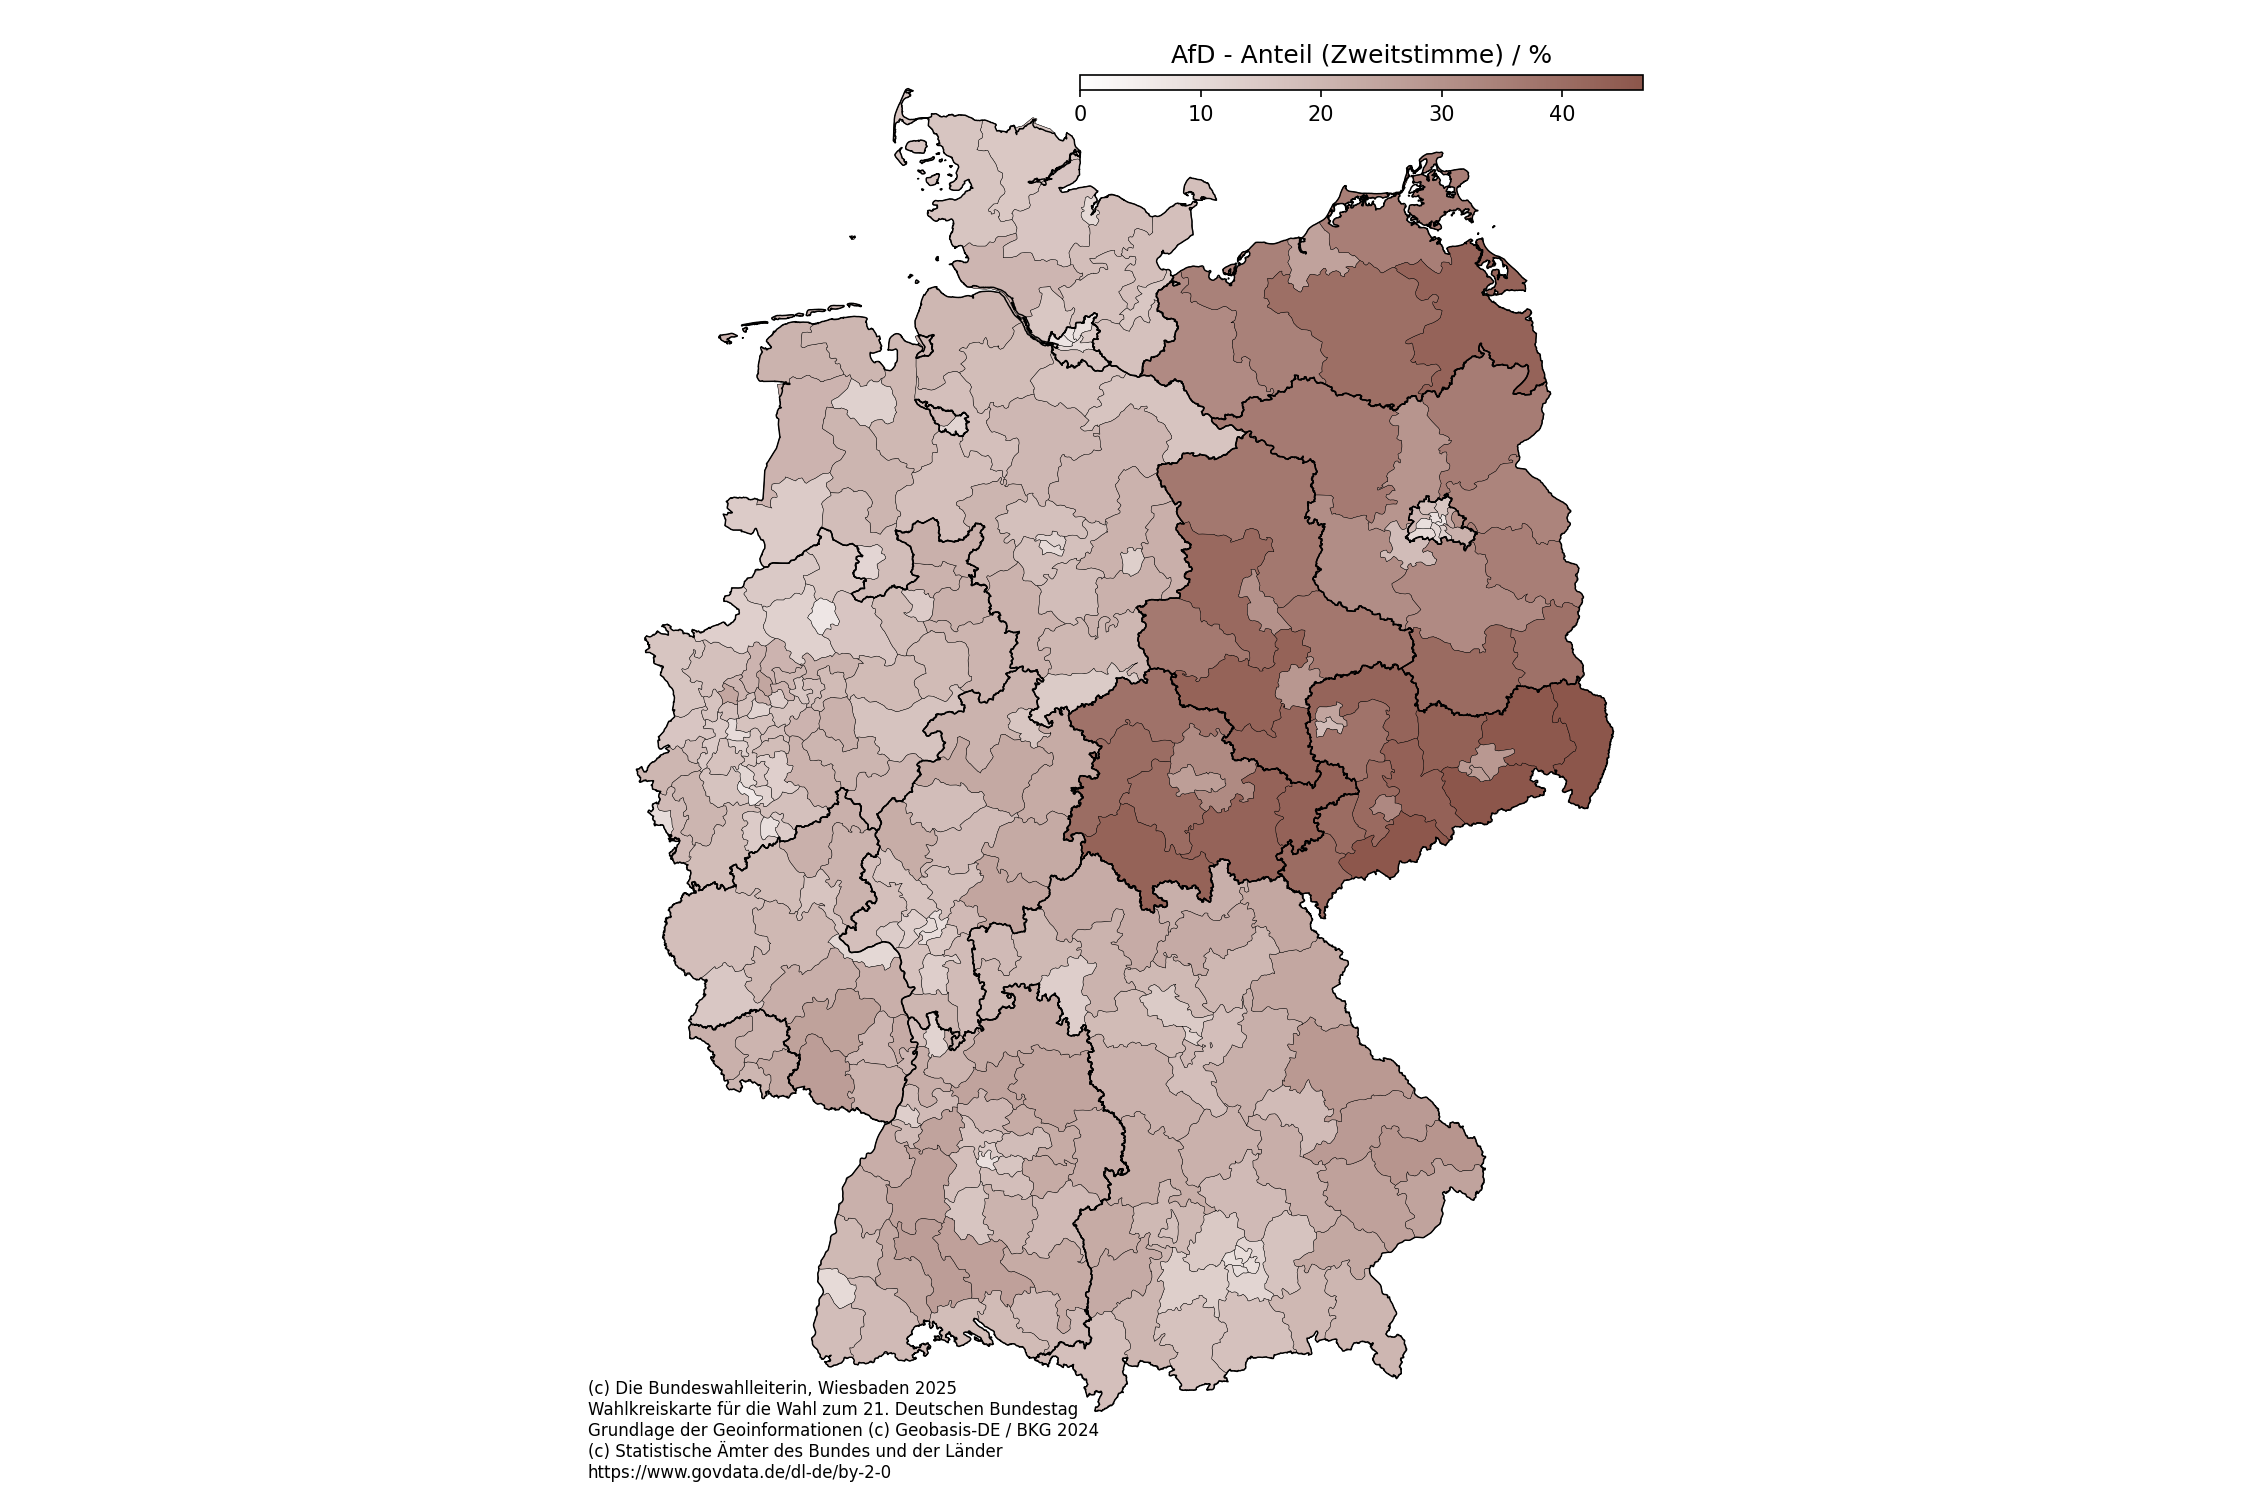 AfD - Anteil (Zweitstimme) / %
0 10 20 30 40
(c) Die Bundeswahlleiterin, Wiesbaden 2025
Wahlkreiskarte für die Wahl zum 21. Deutschen Bundestag
Grundlage der Geoinformationen (c) Geobasis-DE / BKG 2024
(c) Statistische Ämter des Bundes und der Länder
https://www.govdata.de/dl-de/by-2-0